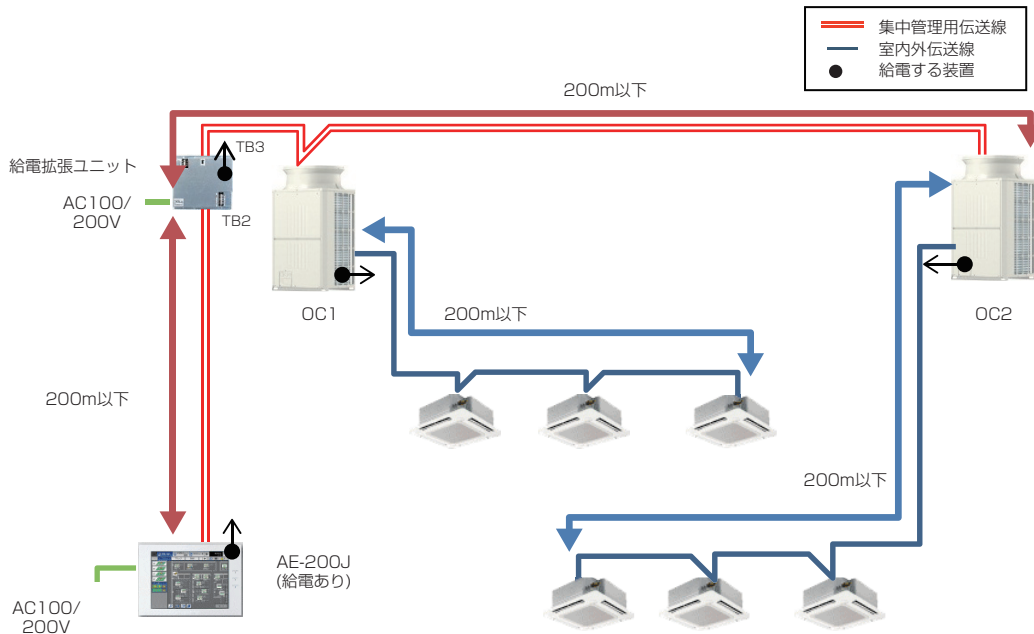 集中管理用伝送線
室内外伝送線
給電する装置
200m以下
TB3
給電拡張ユニット
AC100/
200V
TB2
OC1
OC2
200m以下
200m以下
200m以下
AE-200J
(給電あり)
AC100/
200V